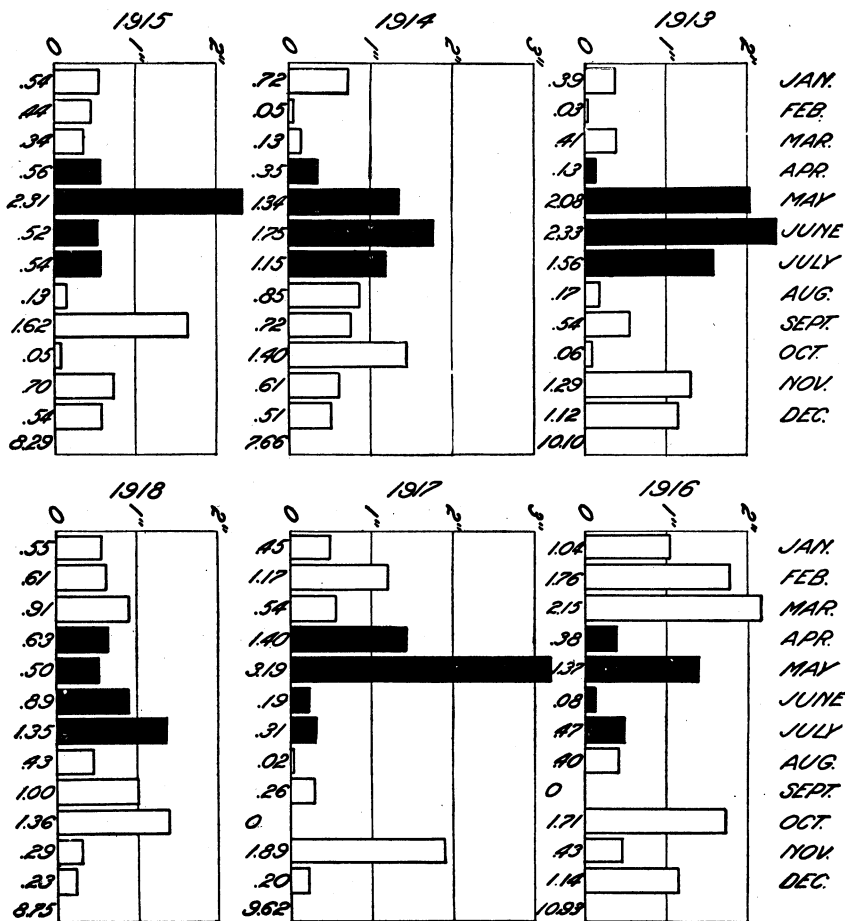 1915 1914 1913
0 1" 2" 0 1" 2" 3" 0 1" 2"
.54 .72 .39 JAN.
.44 .05 .03 FEB.
.34 .13 .41 MAR.
.56 .35 .13 APR.
2.31 1.34 2.08 MAY
.52 1.75 2.33 JUNE
.54 1.15 1.56 JULY
.13 .85 .17 AUG.
1.62 .72 .54 SEPT.
.05 1.40 .06 OCT.
.70 .61 1.29 NOV.
.54 .51 1.12 DEC.
8.29 7.66 10.10
1918 1917 1916
0 1" 2" 0 1" 2" 3" 0 1" 2"
.55 .45 1.04 JAN.
.61 1.17 1.76 FEB.
.91 .54 2.15 MAR.
.63 1.40 .38 APR.
.50 3.19 1.37 MAY
.89 .19 .08 JUNE
1.35 .31 .47 JULY
.43 .02 .40 AUG.
1.00 .26 0 SEPT.
1.36 0 1.71 OCT.
.29 1.89 .43 NOV.
.23 .20 1.14 DEC.
8.75 9.62 10.93